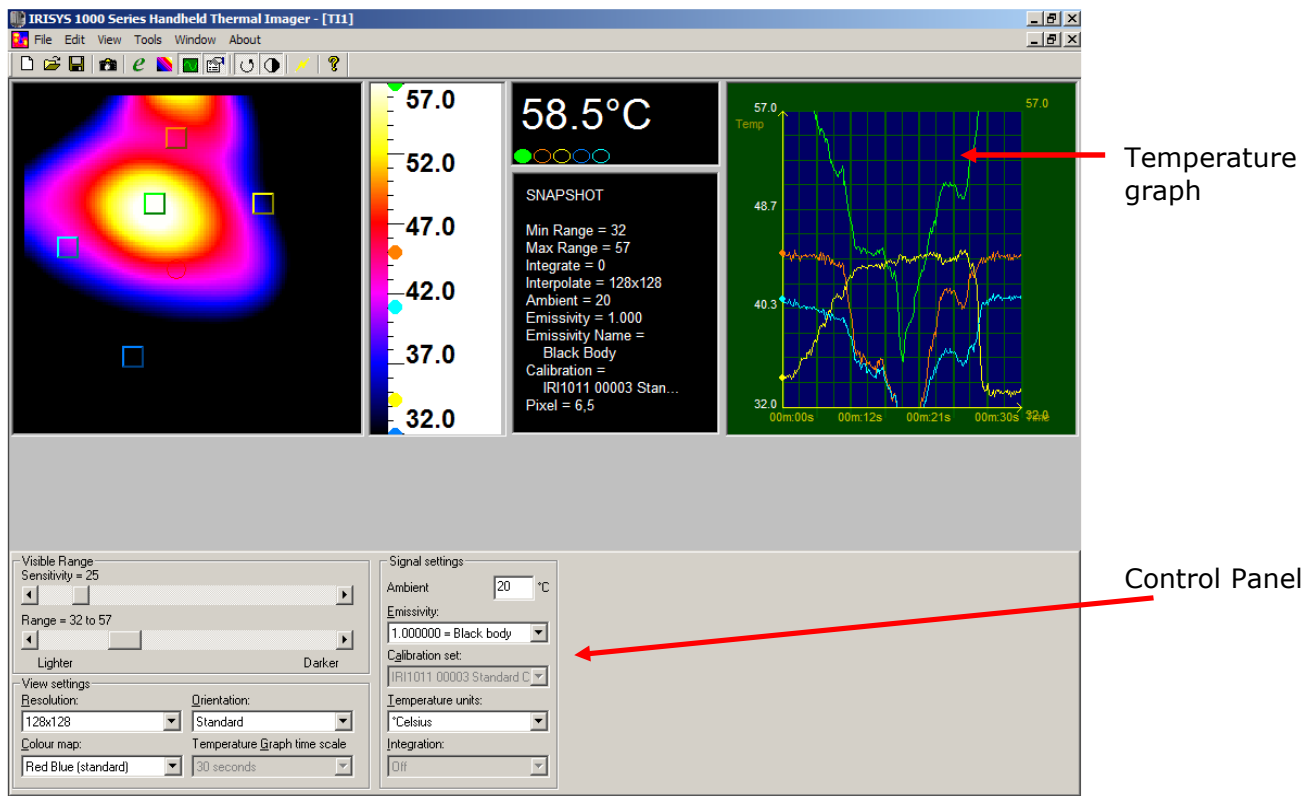 IRISYS 1000 Series Handheld Thermal Imager - [TI1]
File Edit View Tools Window About
57.0
52.0
47.0
42.0
37.0
32.0
58.5°C
SNAPSHOT
Min Range = 32
Max Range = 57
Integrate = 0
Interpolate = 128x128
Ambient = 20
Emissivity = 1.000
Emissivity Name =
Black Body
Calibration =
IRI1011 00003 Stan...
Pixel = 6,5
57.0
57.0
Temp
48.7
40.3
32.0
32.0
00m:00s 00m:12s 00m:21s 00m:30s
Temperature
graph
Visible Range
Sensitivity = 25
Range = 32 to 57
Lighter Darker
View settings
Resolution: Orientation:
128x128 Standard
Colour map: Temperature Graph time scale
Red Blue (standard) 30 seconds
Signal settings
Ambient 20 °C
Emissivity:
1.000000 = Black body
Calibration set:
IRI1011 00003 Standard C
Temperature units:
°Celsius
Integration:
Off
Control Panel